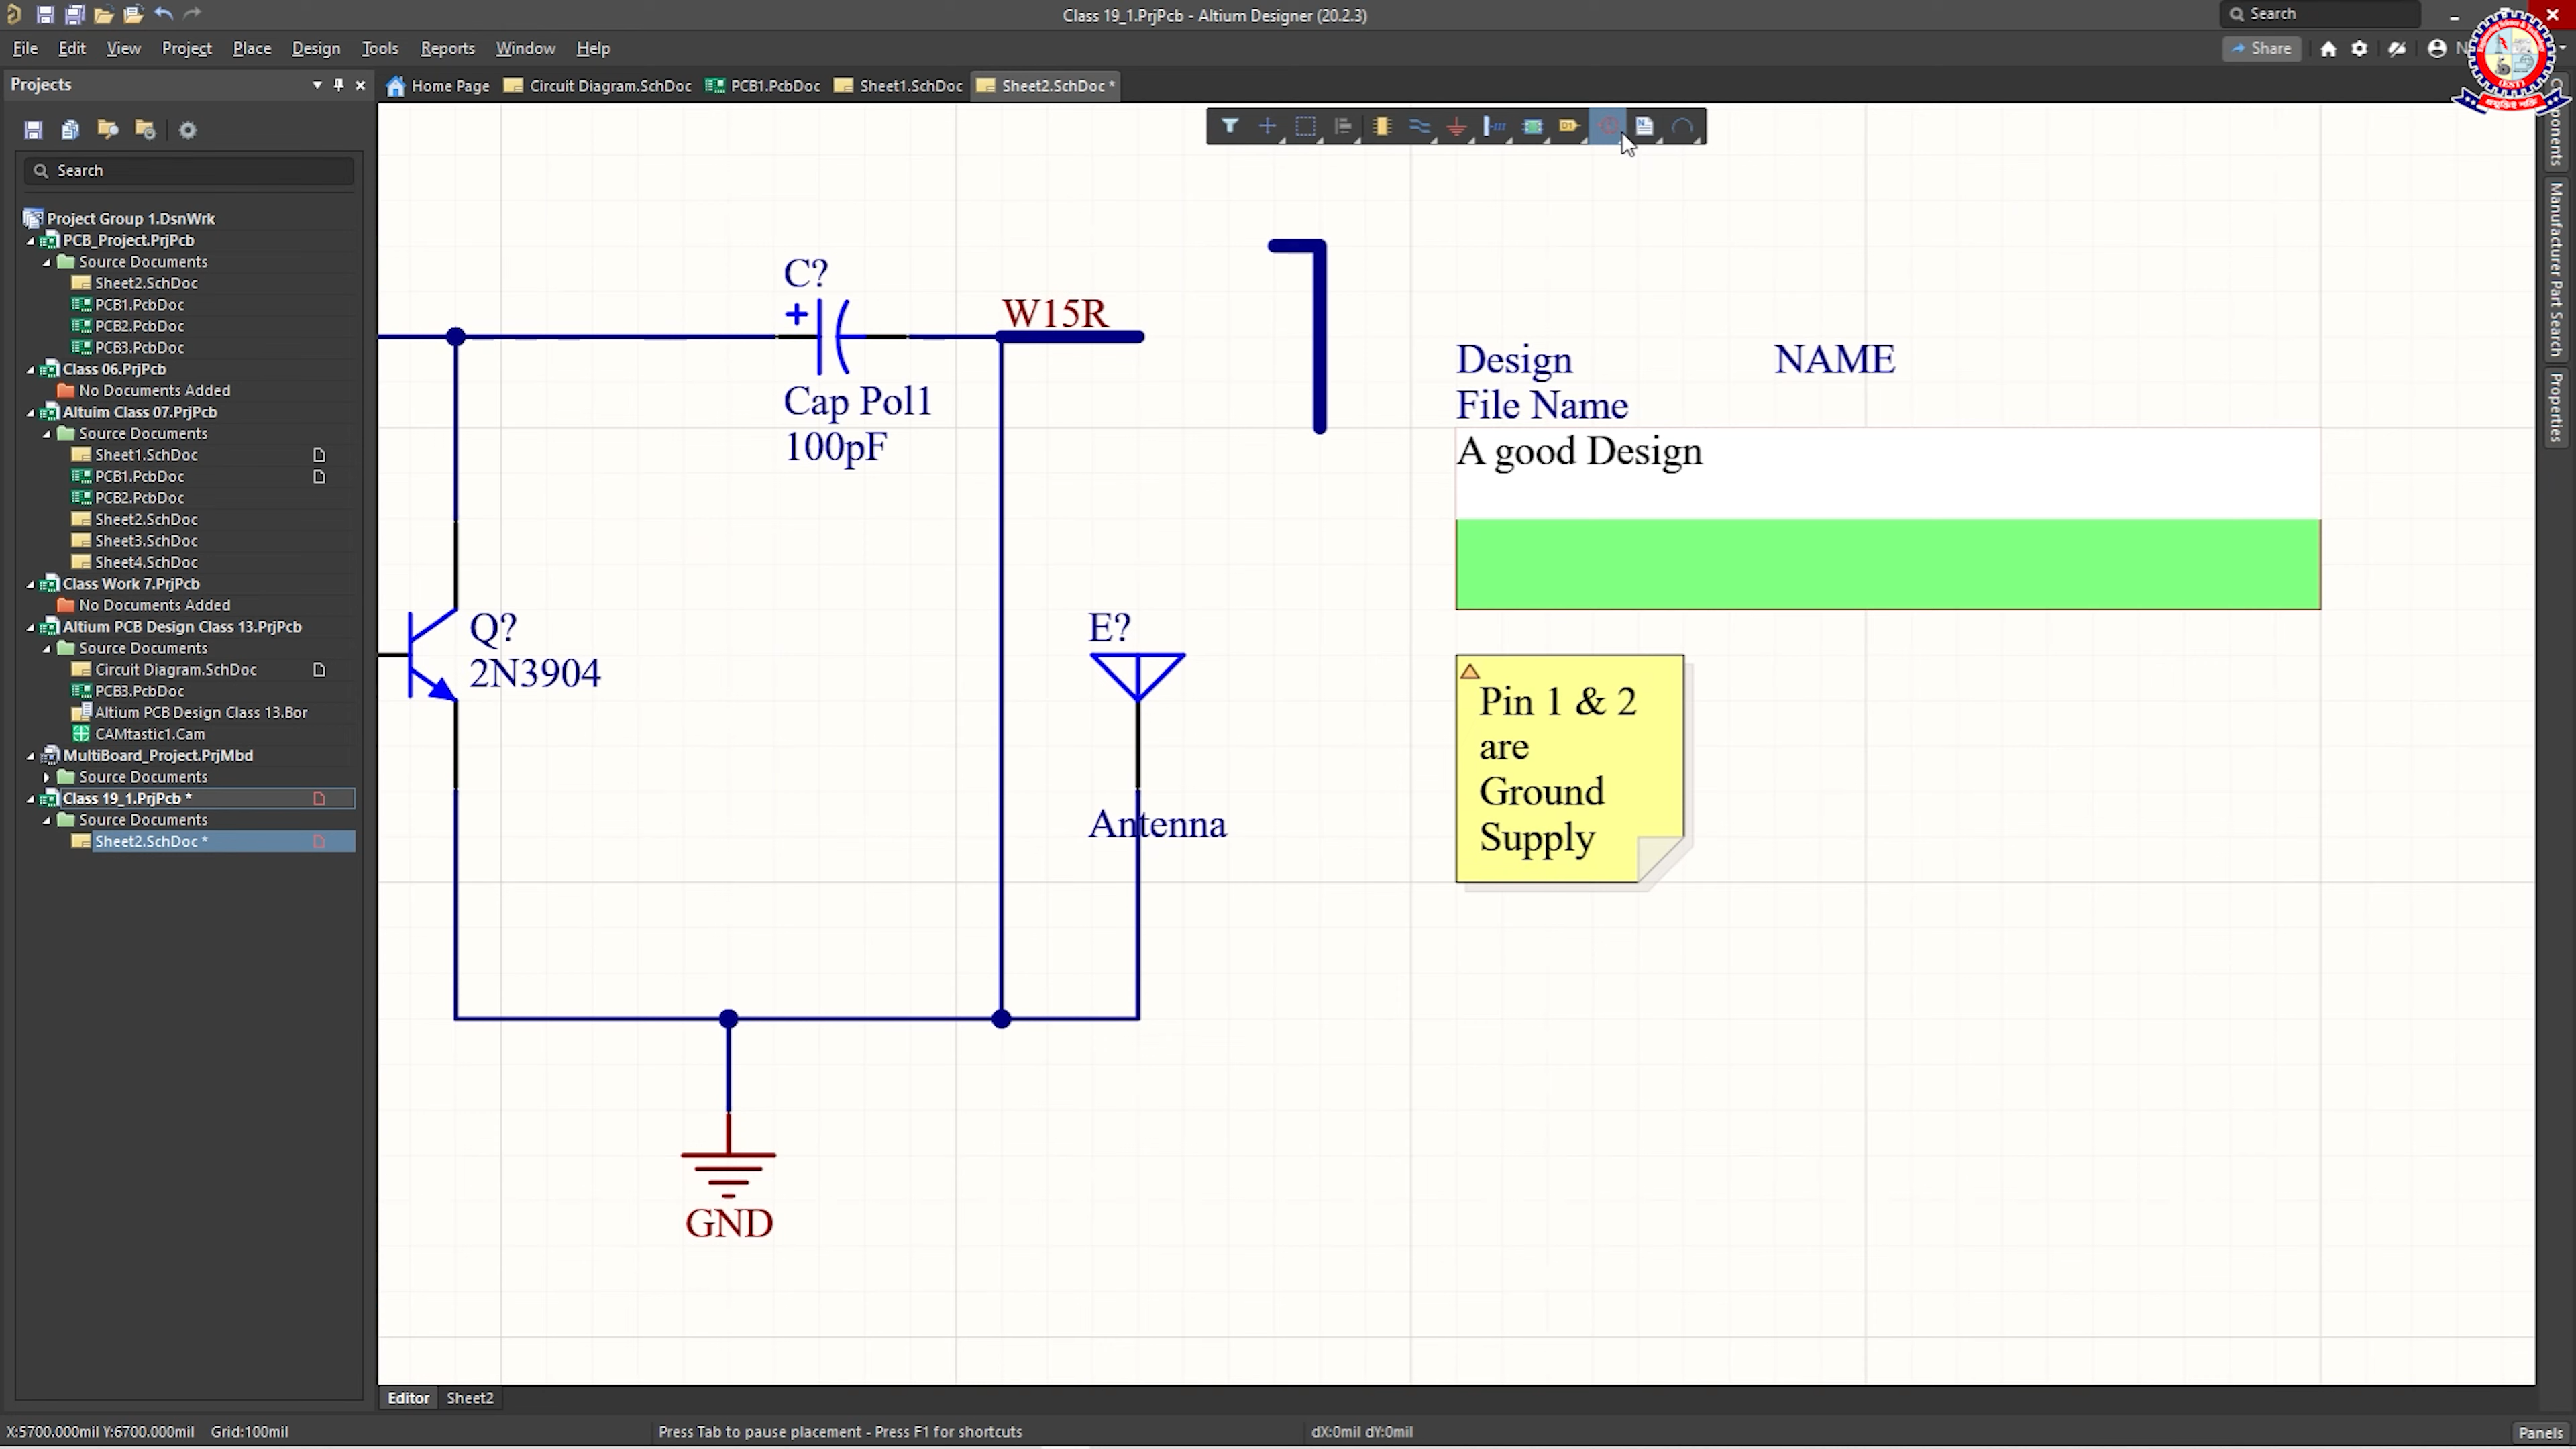 Class 19_1.PrjPcb - Altium Designer (20.2.3)
Search
File Edit View Project Place Design Tools Reports Window Help
Share
Projects
Home Page Circuit Diagram.SchDoc PCB1.PcbDoc Sheet1.SchDoc Sheet2.SchDoc *
Search
Project Group 1.DsnWrk
PCB_Project.PrjPcb
Source Documents
Sheet2.SchDoc
PCB1.PcbDoc
PCB2.PcbDoc
PCB3.PcbDoc
Class 06.PrjPcb
No Documents Added
Altuim Class 07.PrjPcb
Source Documents
Sheet1.SchDoc
PCB1.PcbDoc
PCB2.PcbDoc
Sheet2.SchDoc
Sheet3.SchDoc
Sheet4.SchDoc
Class Work 7.PrjPcb
No Documents Added
Altium PCB Design Class 13.PrjPcb
Source Documents
Circuit Diagram.SchDoc
PCB3.PcbDoc
Altium PCB Design Class 13.Bor
CAMtastic1.Cam
MultiBoard_Project.PrjMbd
Source Documents
Class 19_1.PrjPcb *
Source Documents
Sheet2.SchDoc *
C?
+
Cap Pol1
100pF
W15R
Q?
2N3904
E?
Antenna
GND
Design
NAME
File Name
A good Design
Pin 1 & 2
are
Ground
Supply
Manufacturer Part Search
Properties
Editor Sheet2
X:5700.000mil Y:6700.000mil Grid:100mil
Press Tab to pause placement - Press F1 for shortcuts
dX:0mil dY:0mil
Panels